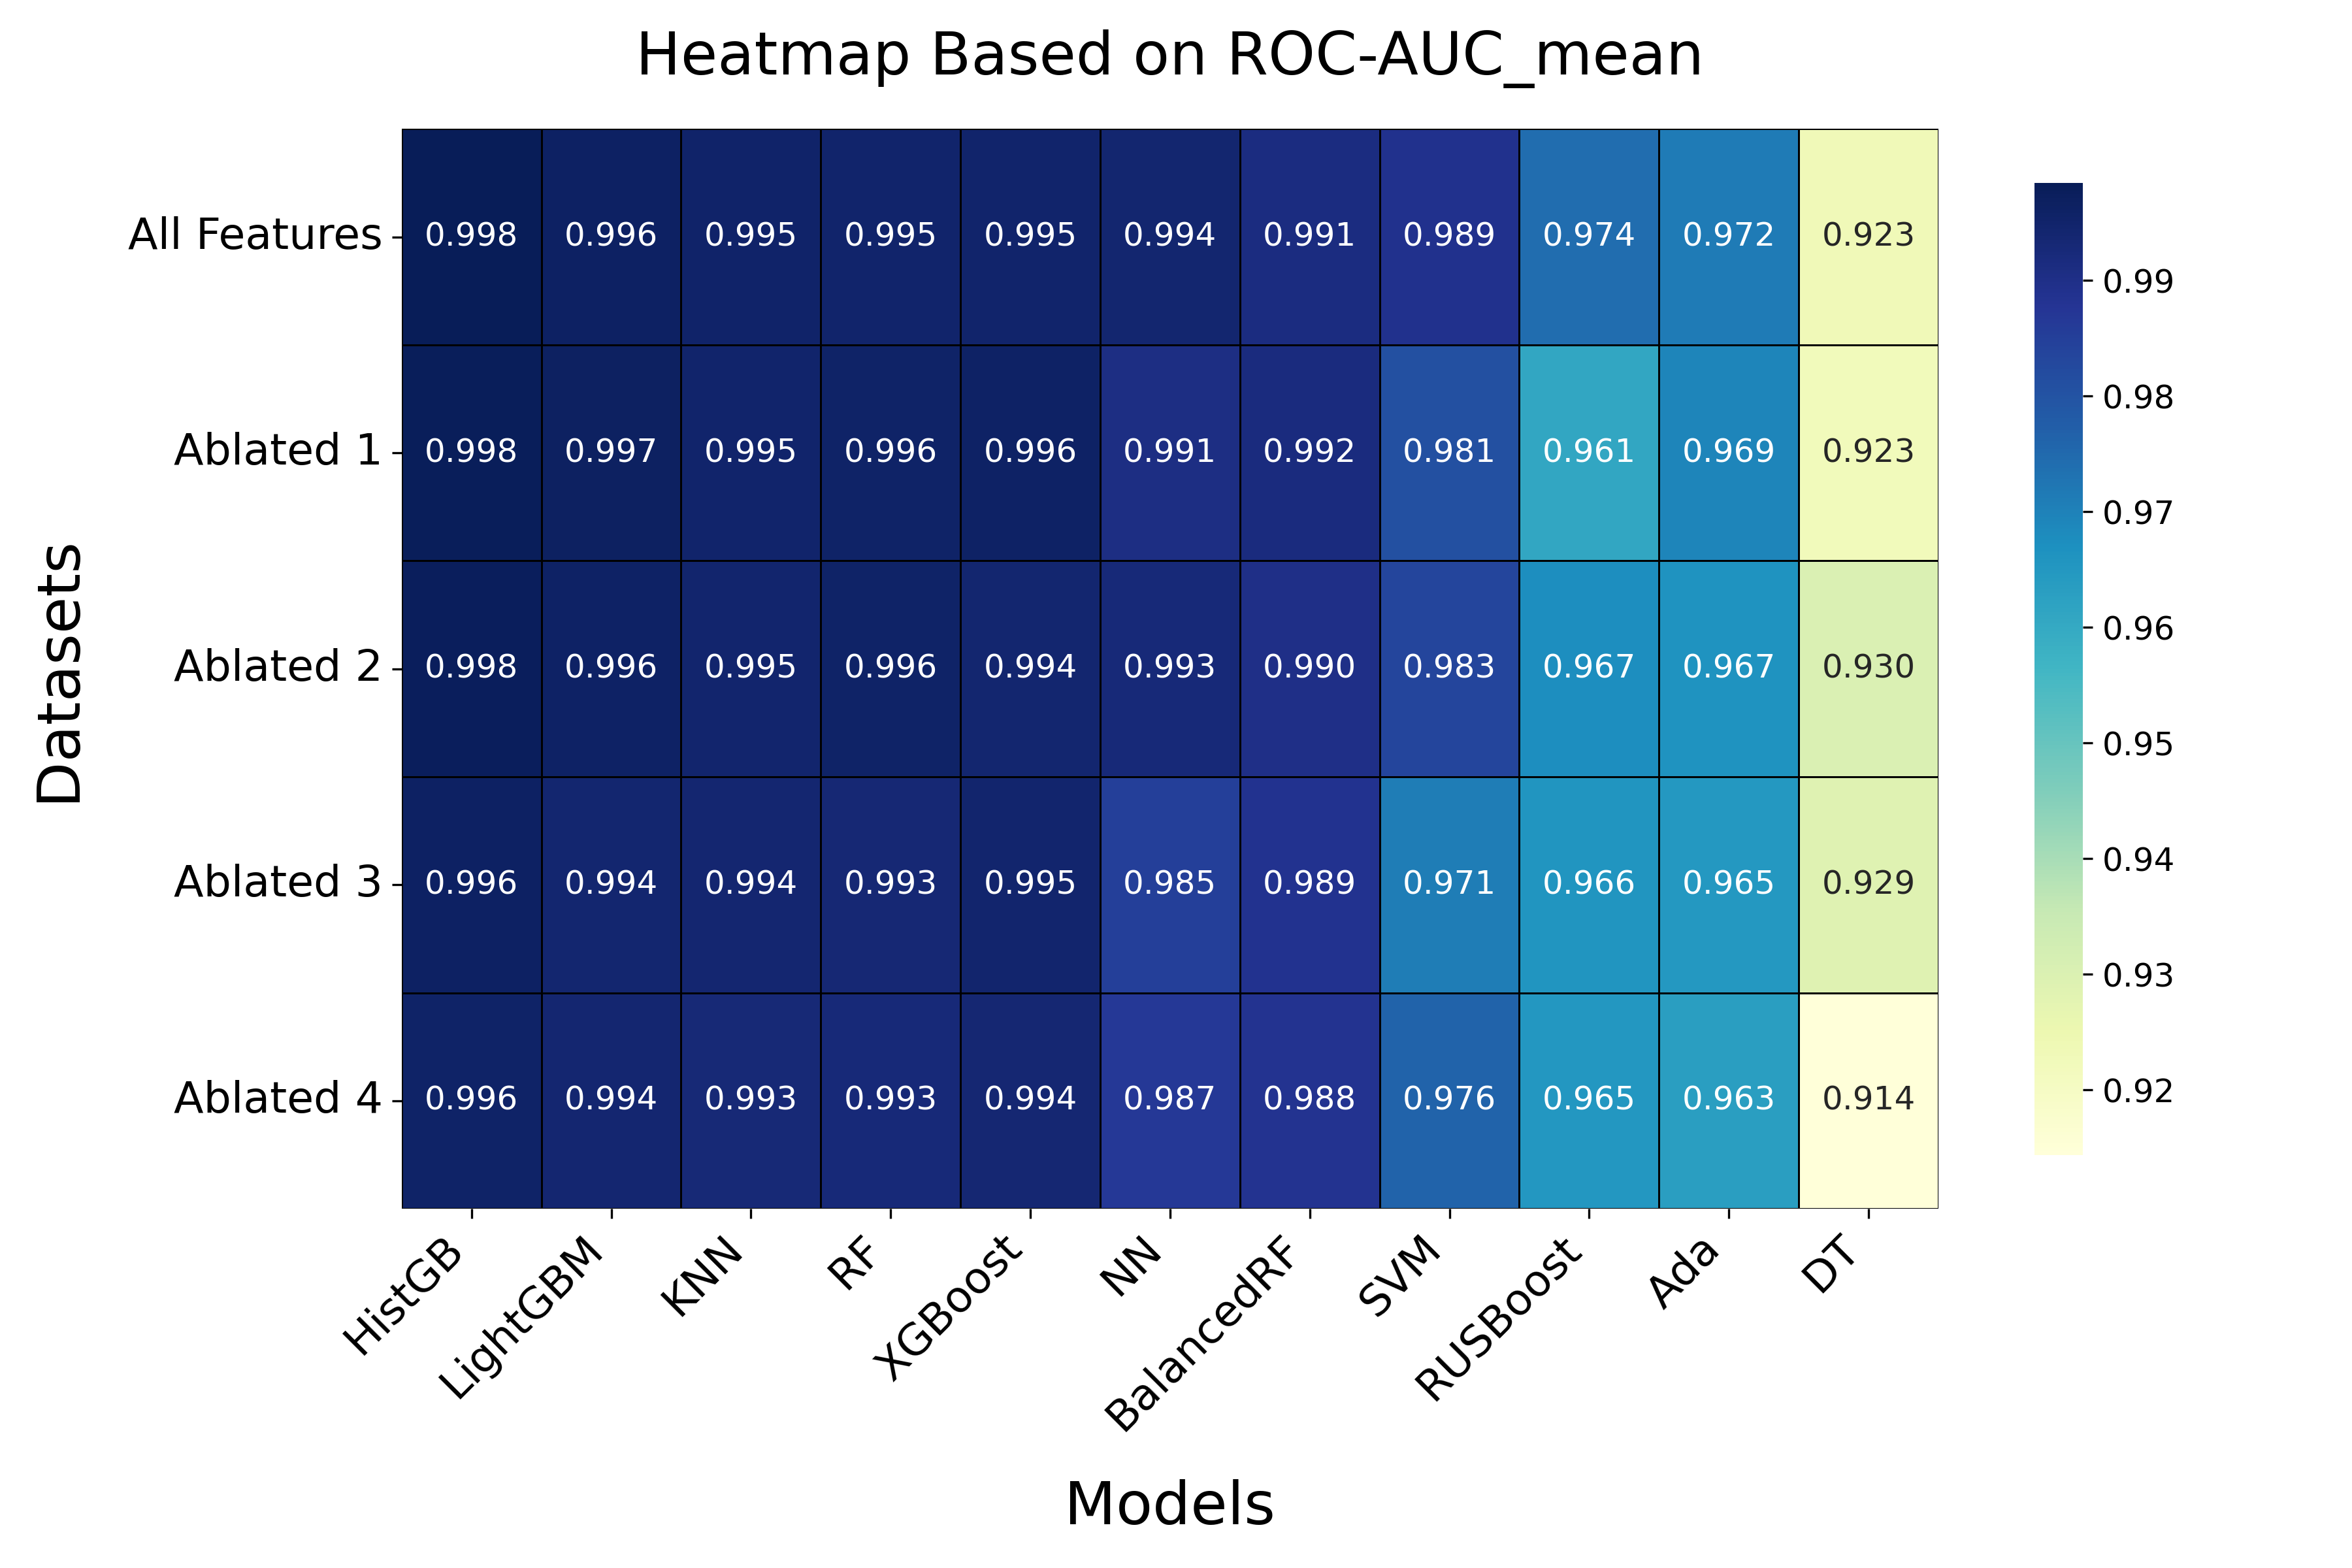 Heatmap Based on ROC-AUC_mean
All Features 0.998 0.996 0.995 0.995 0.995 0.994 0.991 0.989 0.974 0.972 0.923
Ablated 1 0.998 0.997 0.995 0.996 0.996 0.991 0.992 0.981 0.961 0.969 0.923
Ablated 2 0.998 0.996 0.995 0.996 0.994 0.993 0.990 0.983 0.967 0.967 0.930
Ablated 3 0.996 0.994 0.994 0.993 0.995 0.985 0.989 0.971 0.966 0.965 0.929
Ablated 4 0.996 0.994 0.993 0.993 0.994 0.987 0.988 0.976 0.965 0.963 0.914
Datasets
HistGB LightGBM KNN RF XGBoost NN BalancedRF SVM RUSBoost Ada DT
Models
0.99
0.98
0.97
0.96
0.95
0.94
0.93
0.92